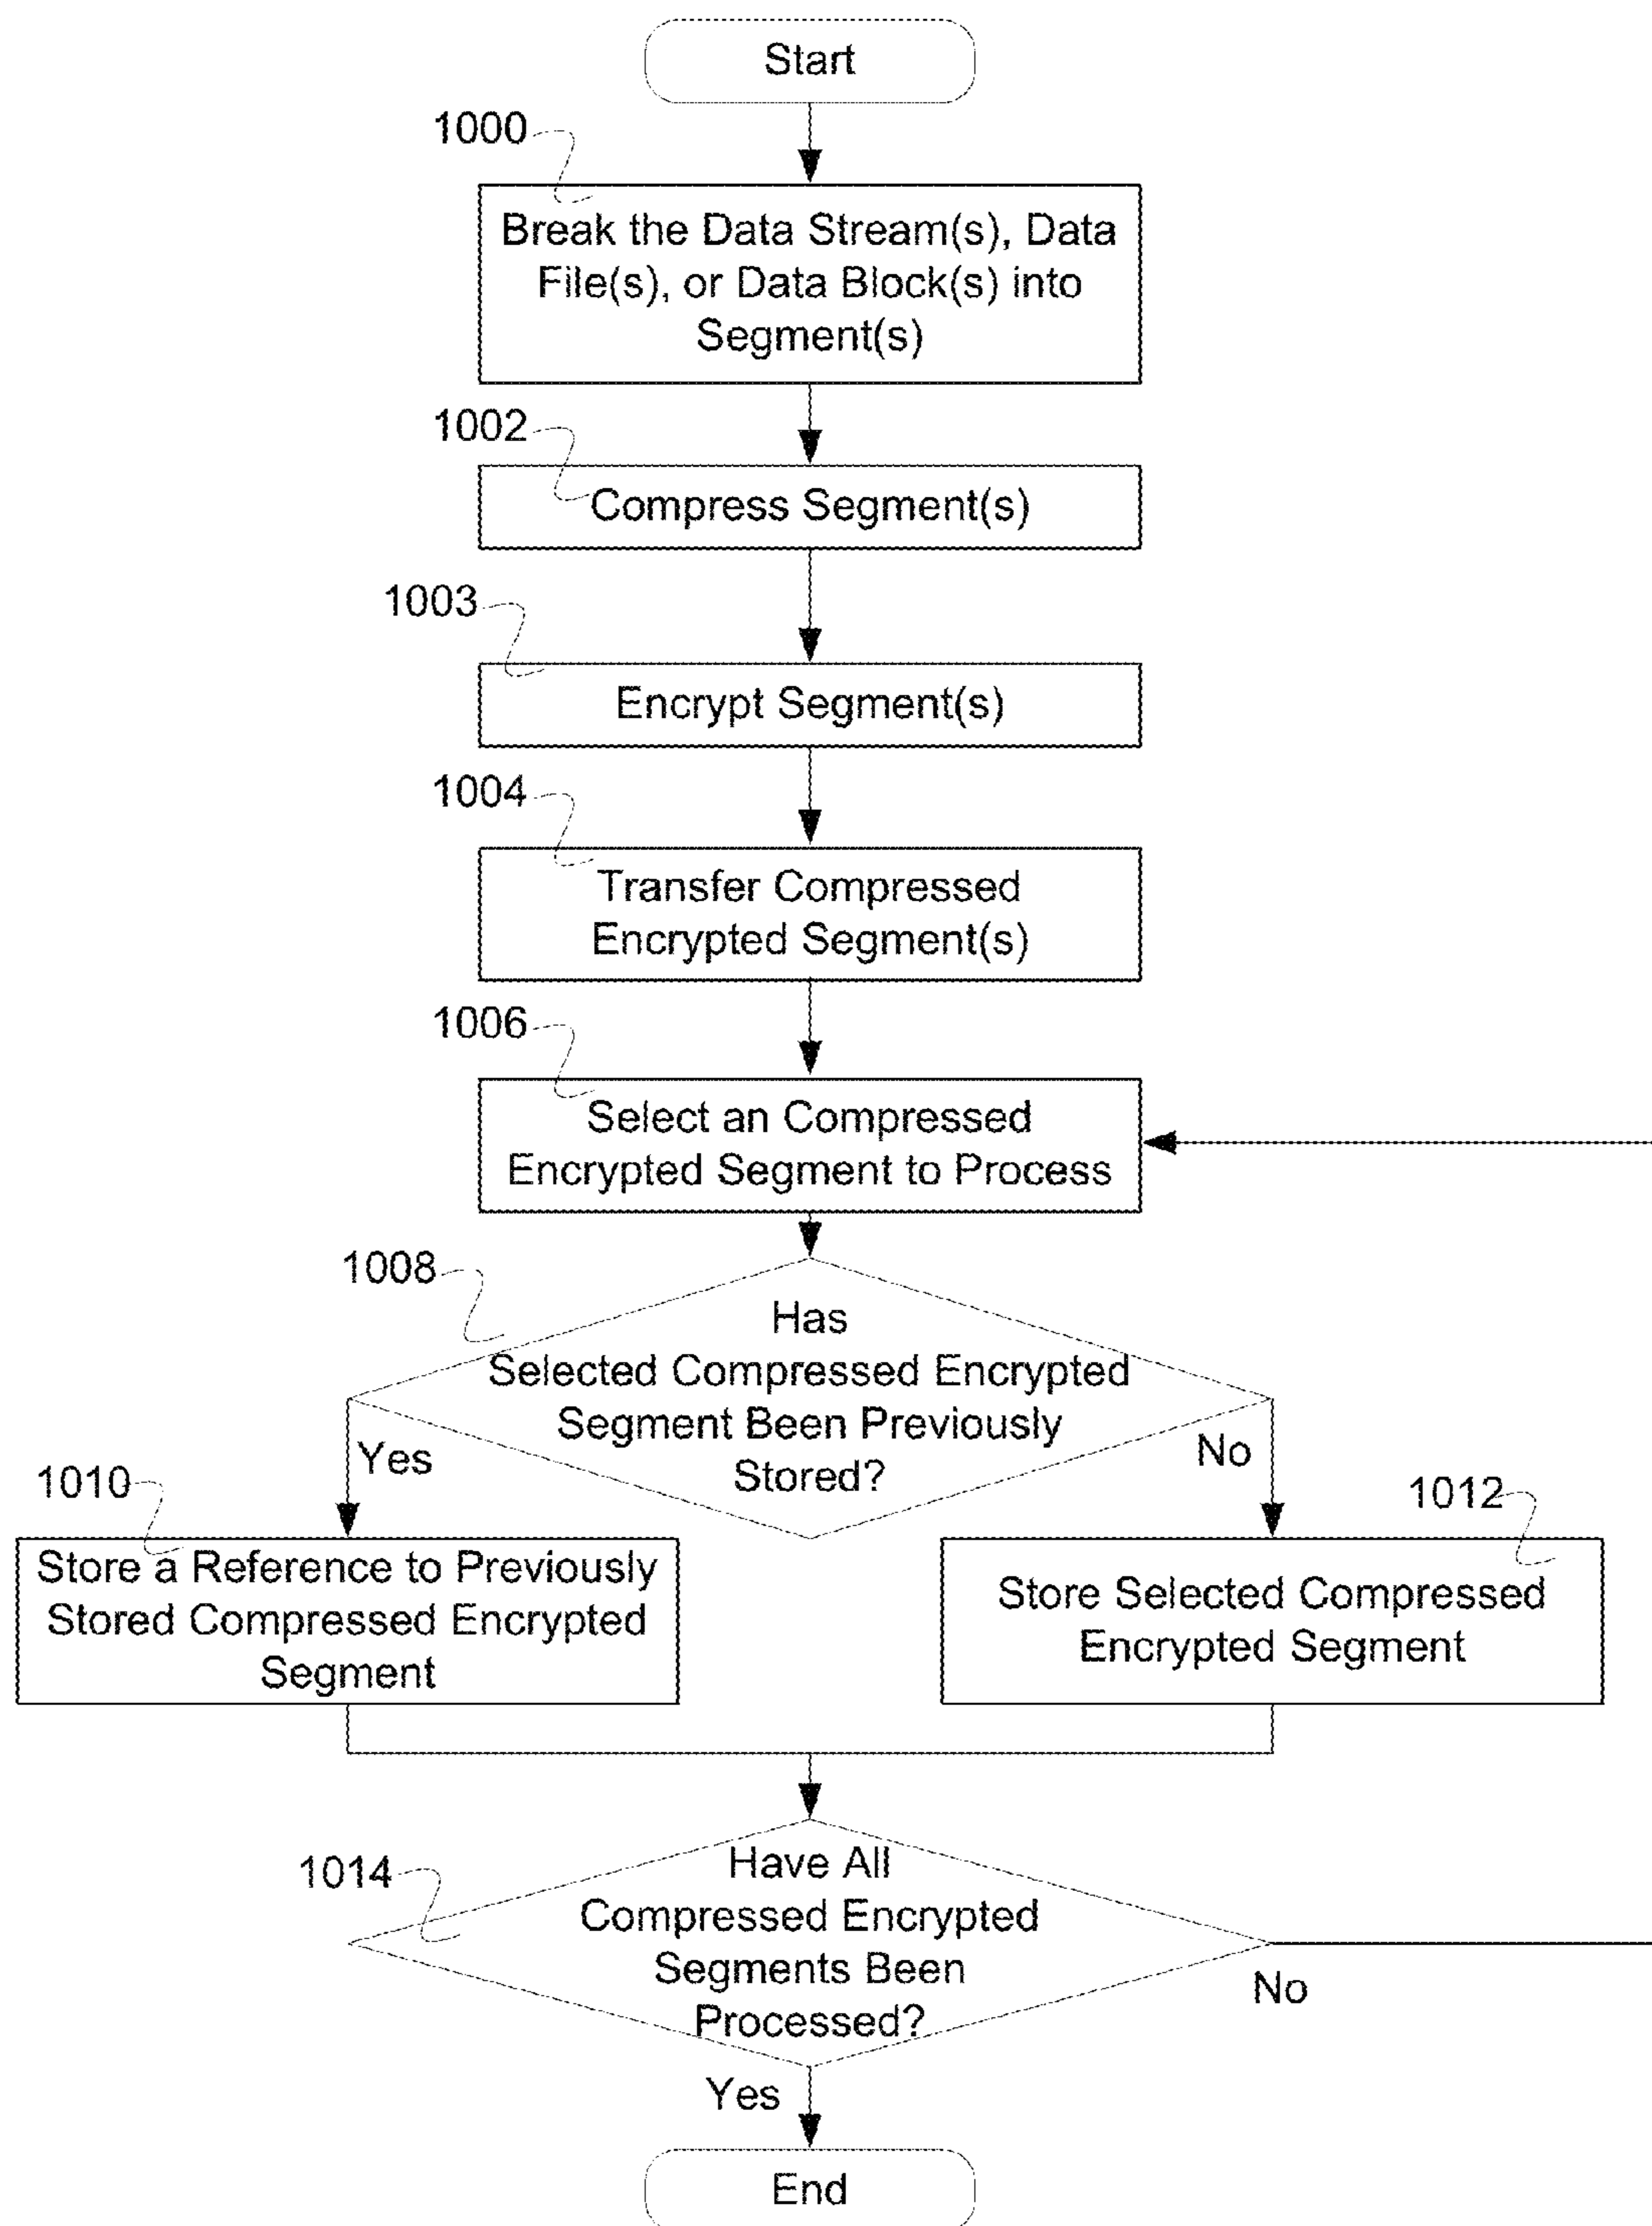 Start
1000
Break the Data Stream(s), Data
File(s), or Data Block(s) into
Segment(s)
1002
Compress Segment(s)
1003
Encrypt Segment(s)
1004
Transfer Compressed
Encrypted Segment(s)
1006
Select an Compressed
Encrypted Segment to Process
1008
Has
Selected Compressed Encrypted
Segment Been Previously
Stored?
Yes
No
1010
1012
Store a Reference to Previously
Stored Compressed Encrypted
Segment
Store Selected Compressed
Encrypted Segment
1014
Have All
Compressed Encrypted
Segments Been
Processed?
No
Yes
End